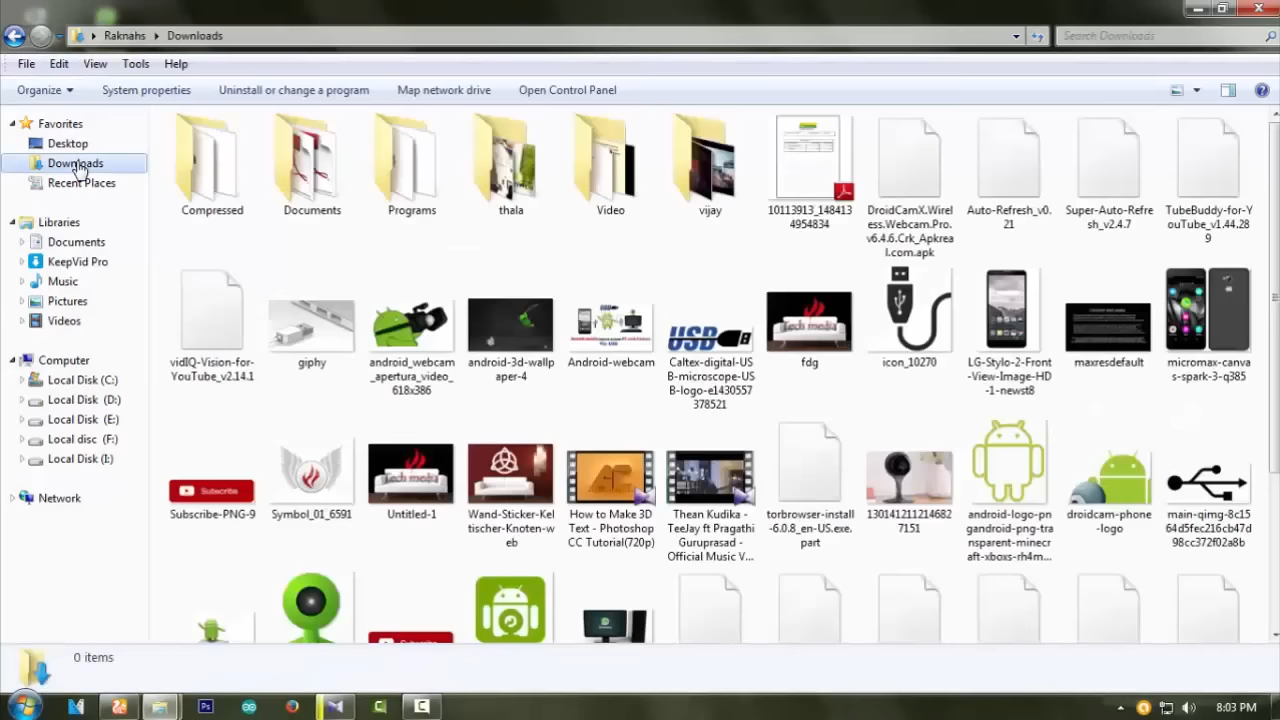 Raknahs Downloads
Search Downloads
File Edit View Tools Help
Organize System properties Uninstall or change a program Map network drive Open Control Panel
Favorites
Desktop
Downloads
Recent Places
Libraries
Documents
KeepVid Pro
Music
Pictures
Videos
Computer
Local Disk (C:)
Local Disk (D:)
Local Disk (E:)
Local disc (F:)
Local Disk (I:)
Network
Compressed
Documents
Programs
thala
Video
vijay
10113913_148413
4954834
DroidCamX.Wire
less.Webcam.Pro.
v6.4.6.Crk_Apkrea
l.com.apk
Auto-Refresh_v0.
21
Super-Auto-Refre
sh_v2.4.7
TubeBuddy-for-Y
ouTube_v1.44.28
9
vidIQ-Vision-for-
YouTube_v2.14.1
giphy
android_webcam
_apertura_video_
618x386
android-3d-wallp
aper-4
Android-webcam
USB
Caltex-digital-US
B-microscope-US
B-logo-e1430557
378521
Tech media
fdg
icon_10270
LG-Stylo-2-Front
-View-Image-HD
-1-newst8
maxresdefault
micromax-canva
s-spark-3-q385
Subscribe
Subscribe-PNG-9
Symbol_01_6591
Tech media
Untitled-1
Wand-Sticker-Kel
tischer-Knoten-w
eb
How to Make 3D
Text - Photoshop
CC Tutorial(720p)
Thean Kudika -
TeeJay ft Pragathi
Guruprasad -
Official Music V...
torbrowser-install
-6.0.8_en-US.exe.
part
130141211214682
7151
android-logo-pn
gandroid-png-tra
nsparent-minecr
aft-xboxs-rh4m...
droidcam-phone
-logo
main-qimg-8c15
64d5fec216cb47d
98cc372f02a8b
0 items
Ps
8:03 PM